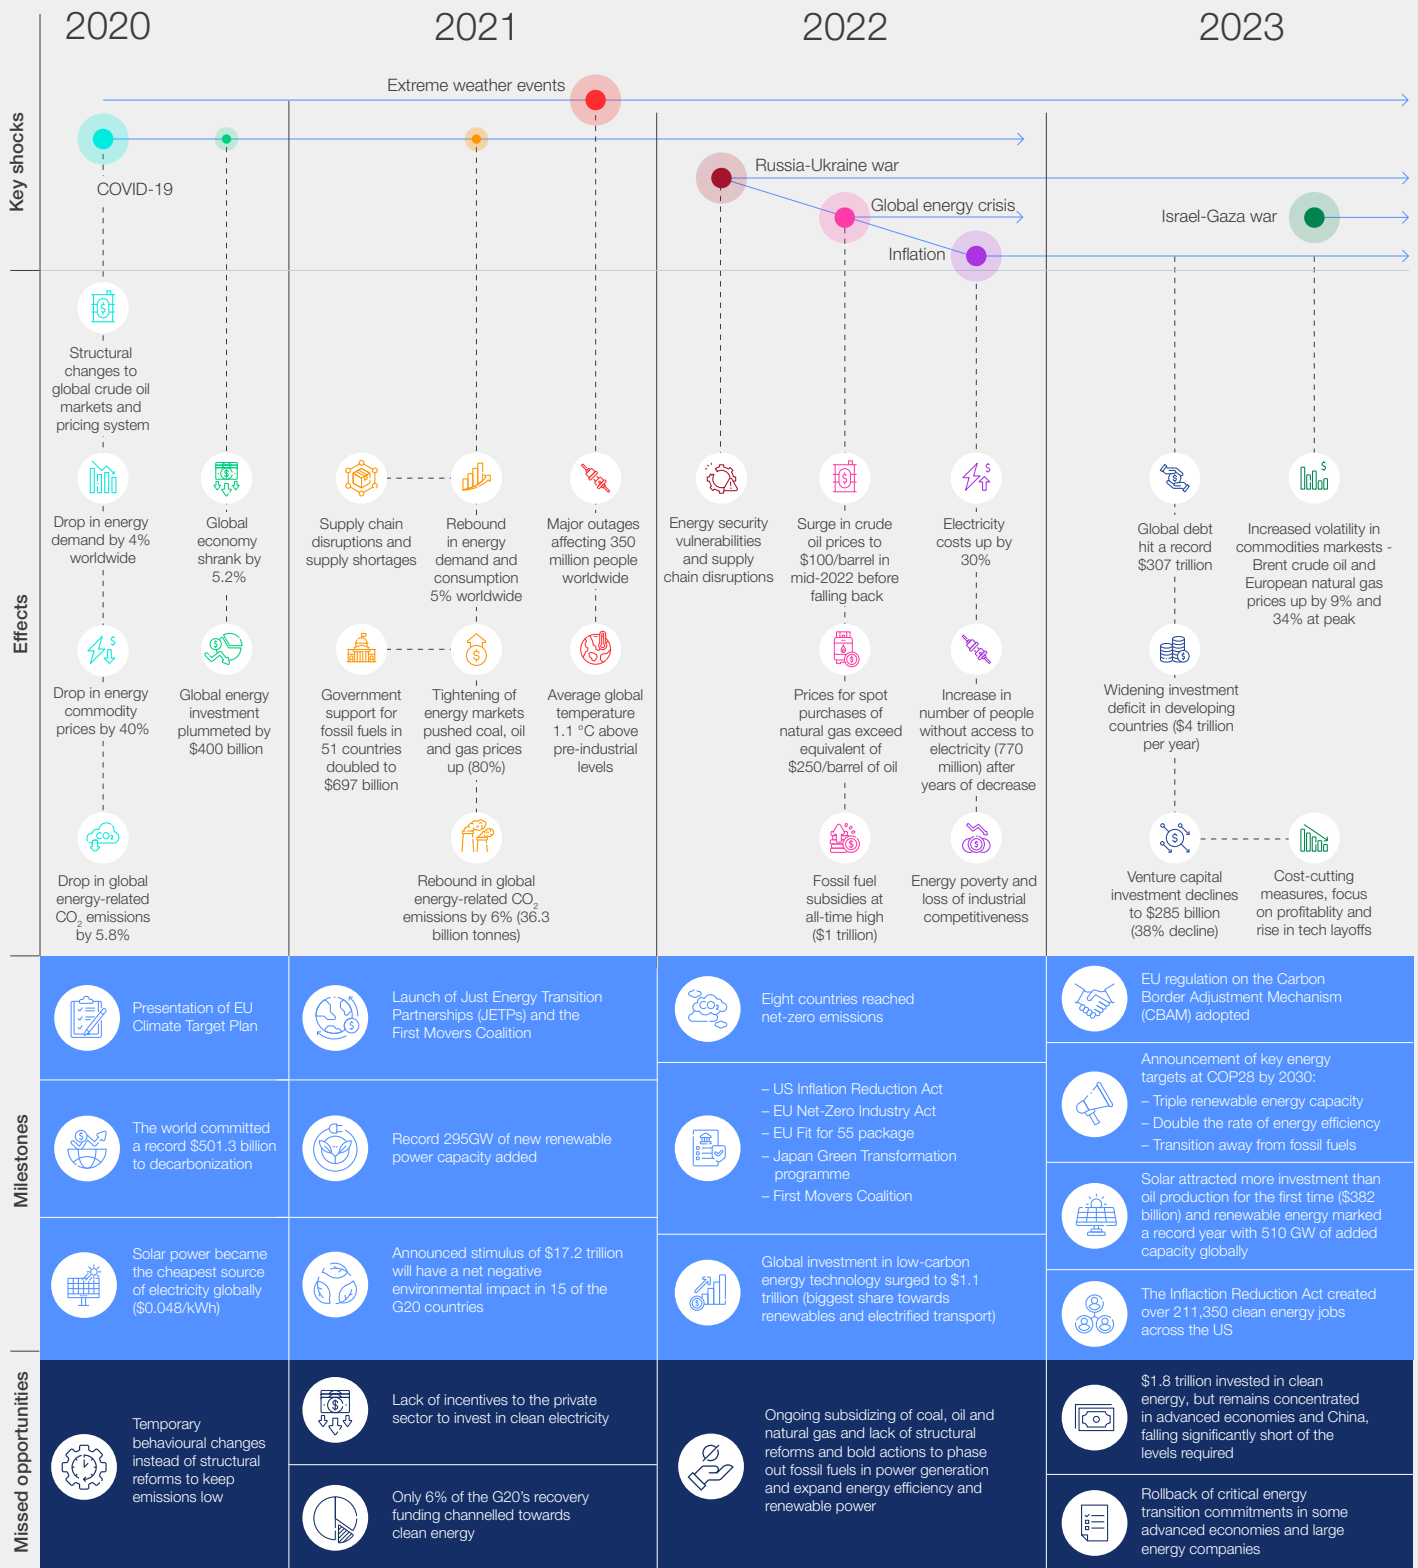 2020
2021
2022
2023
Key shocks
Extreme weather events
COVID-19
Russia-Ukraine war
Global energy crisis
Israel-Gaza war
Inflation
Effects
Structural
changes to
global crude oil
markets and
pricing system
Drop in energy
demand by 4%
worldwide
Global
economy
shrank by
5.2%
Supply chain
disruptions and
supply shortages
Rebound
in energy
demand and
consumption
5% worldwide
Major outages
affecting 350
million people
worldwide
Energy security
vulnerabilities
and supply
chain disruptions
Surge in crude
oil prices to
$100/barrel in
mid-2022 before
falling back
Electricity
costs up by
30%
Global debt
hit a record
$307 trillion
Increased volatility in
commodities markests -
Brent crude oil and
European natural gas
prices up by 9% and
34% at peak
Drop in energy
commodity
prices by 40%
Global energy
investment
plummeted by
$400 billion
Government
support for
fossil fuels in
51 countries
doubled to
$697 billion
Tightening of
energy markets
pushed coal, oil
and gas prices
up (80%)
Average global
temperature
1.1 °C above
pre-industrial
levels
Prices for spot
purchases of
natural gas exceed
equivalent of
$250/barrel of oil
Increase in
number of people
without access to
electricity (770
million) after
years of decrease
Widening investment
deficit in developing
countries ($4 trillion
per year)
Drop in global
energy-related
CO₂ emissions
by 5.8%
Rebound in global
energy-related CO₂
emissions by 6% (36.3
billion tonnes)
Fossil fuel
subsidies at
all-time high
($1 trillion)
Energy poverty and
loss of industrial
competitiveness
Venture capital
investment declines
to $285 billion
(38% decline)
Cost-cutting
measures, focus
on profitablity and
rise in tech layoffs
Milestones
Presentation of EU
Climate Target Plan
The world committed
a record $501.3 billion
to decarbonization
Solar power became
the cheapest source
of electricity globally
($0.048/kWh)
Launch of Just Energy Transition
Partnerships (JETPs) and the
First Movers Coalition
Record 295GW of new renewable
power capacity added
Announced stimulus of $17.2 trillion
will have a net negative
environmental impact in 15 of the
G20 countries
Eight countries reached
net-zero emissions
– US Inflation Reduction Act
– EU Net-Zero Industry Act
– EU Fit for 55 package
– Japan Green Transformation
programme
– First Movers Coalition
Global investment in low-carbon
energy technology surged to $1.1
trillion (biggest share towards
renewables and electrified transport)
EU regulation on the Carbon
Border Adjustment Mechanism
(CBAM) adopted
Announcement of key energy
targets at COP28 by 2030:
– Triple renewable energy capacity
– Double the rate of energy efficiency
– Transition away from fossil fuels
Solar attracted more investment than
oil production for the first time ($382
billion) and renewable energy marked
a record year with 510 GW of added
capacity globally
The Inflaction Reduction Act created
over 211,350 clean energy jobs
across the US
Missed opportunities
Temporary
behavioural changes
instead of structural
reforms to keep
emissions low
Lack of incentives to the private
sector to invest in clean electricity
Only 6% of the G20's recovery
funding channelled towards
clean energy
Ongoing subsidizing of coal, oil and
natural gas and lack of structural
reforms and bold actions to phase
out fossil fuels in power generation
and expand energy efficiency and
renewable power
$1.8 trillion invested in clean
energy, but remains concentrated
in advanced economies and China,
falling significantly short of the
levels required
Rollback of critical energy
transition commitments in some
advanced economies and large
energy companies